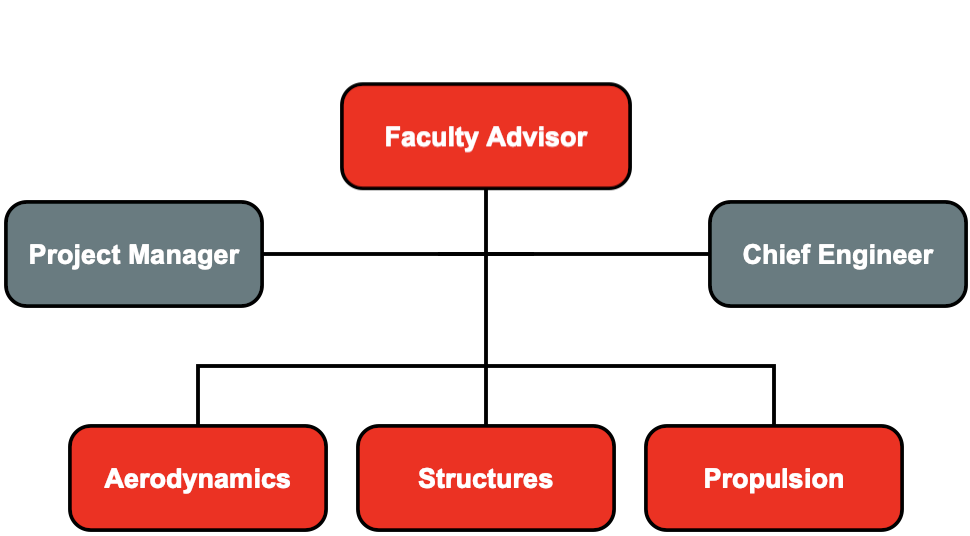 Faculty Advisor
Project Manager
Chief Engineer
Aerodynamics
Structures
Propulsion